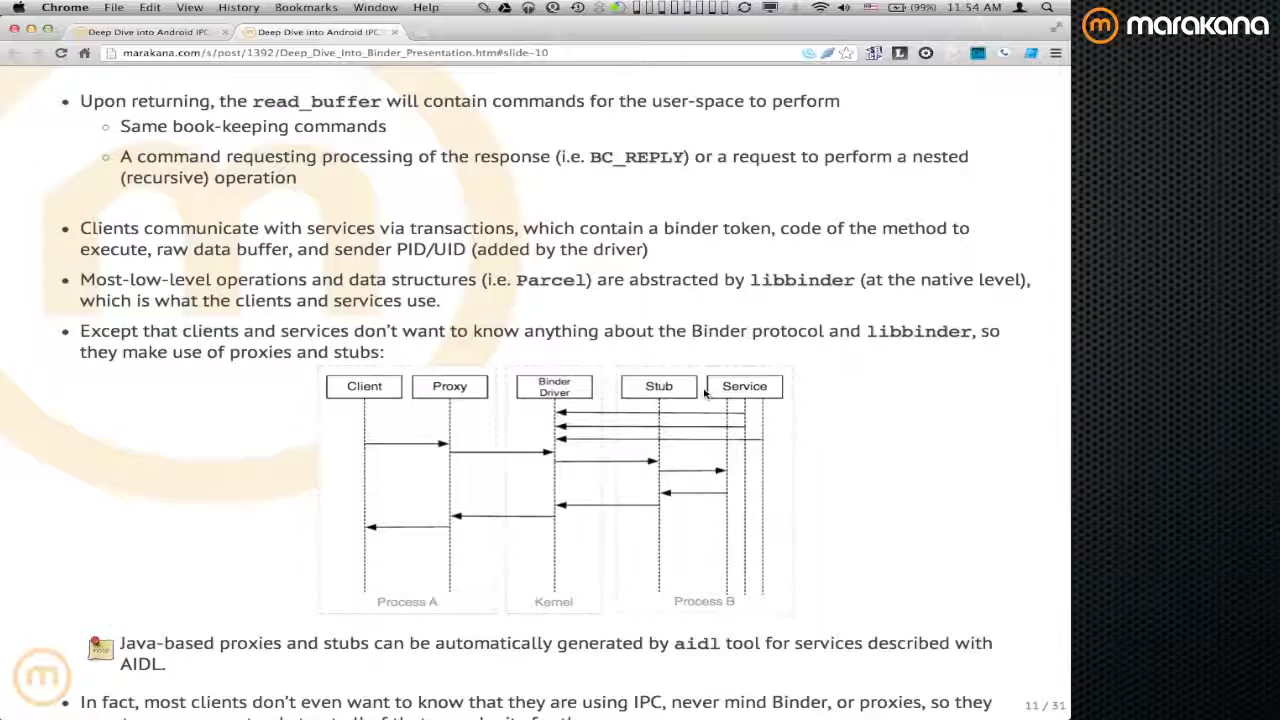 Chrome File Edit View History Bookmarks Window Help (99%) 11:54 AM
marakana
Deep Dive into Android IPC Deep Dive into Android IPC
marakana.com/s/post/1392/Deep_Dive_Into_Binder_Presentation.htm#slide-10
• Upon returning, the read_buffer will contain commands for the user-space to perform
○ Same book-keeping commands
○ A command requesting processing of the response (i.e. BC_REPLY) or a request to perform a nested
(recursive) operation
• Clients communicate with services via transactions, which contain a binder token, code of the method to
execute, raw data buffer, and sender PID/UID (added by the driver)
• Most-low-level operations and data structures (i.e. Parcel) are abstracted by libbinder (at the native level),
which is what the clients and services use.
• Except that clients and services don’t want to know anything about the Binder protocol and libbinder, so
they make use of proxies and stubs:
Client Proxy Binder Driver Stub Service
Process A Kernel Process B
Java-based proxies and stubs can be automatically generated by aidl tool for services described with
AIDL.
• In fact, most clients don’t even want to know that they are using IPC, never mind Binder, or proxies, so they
11 / 31